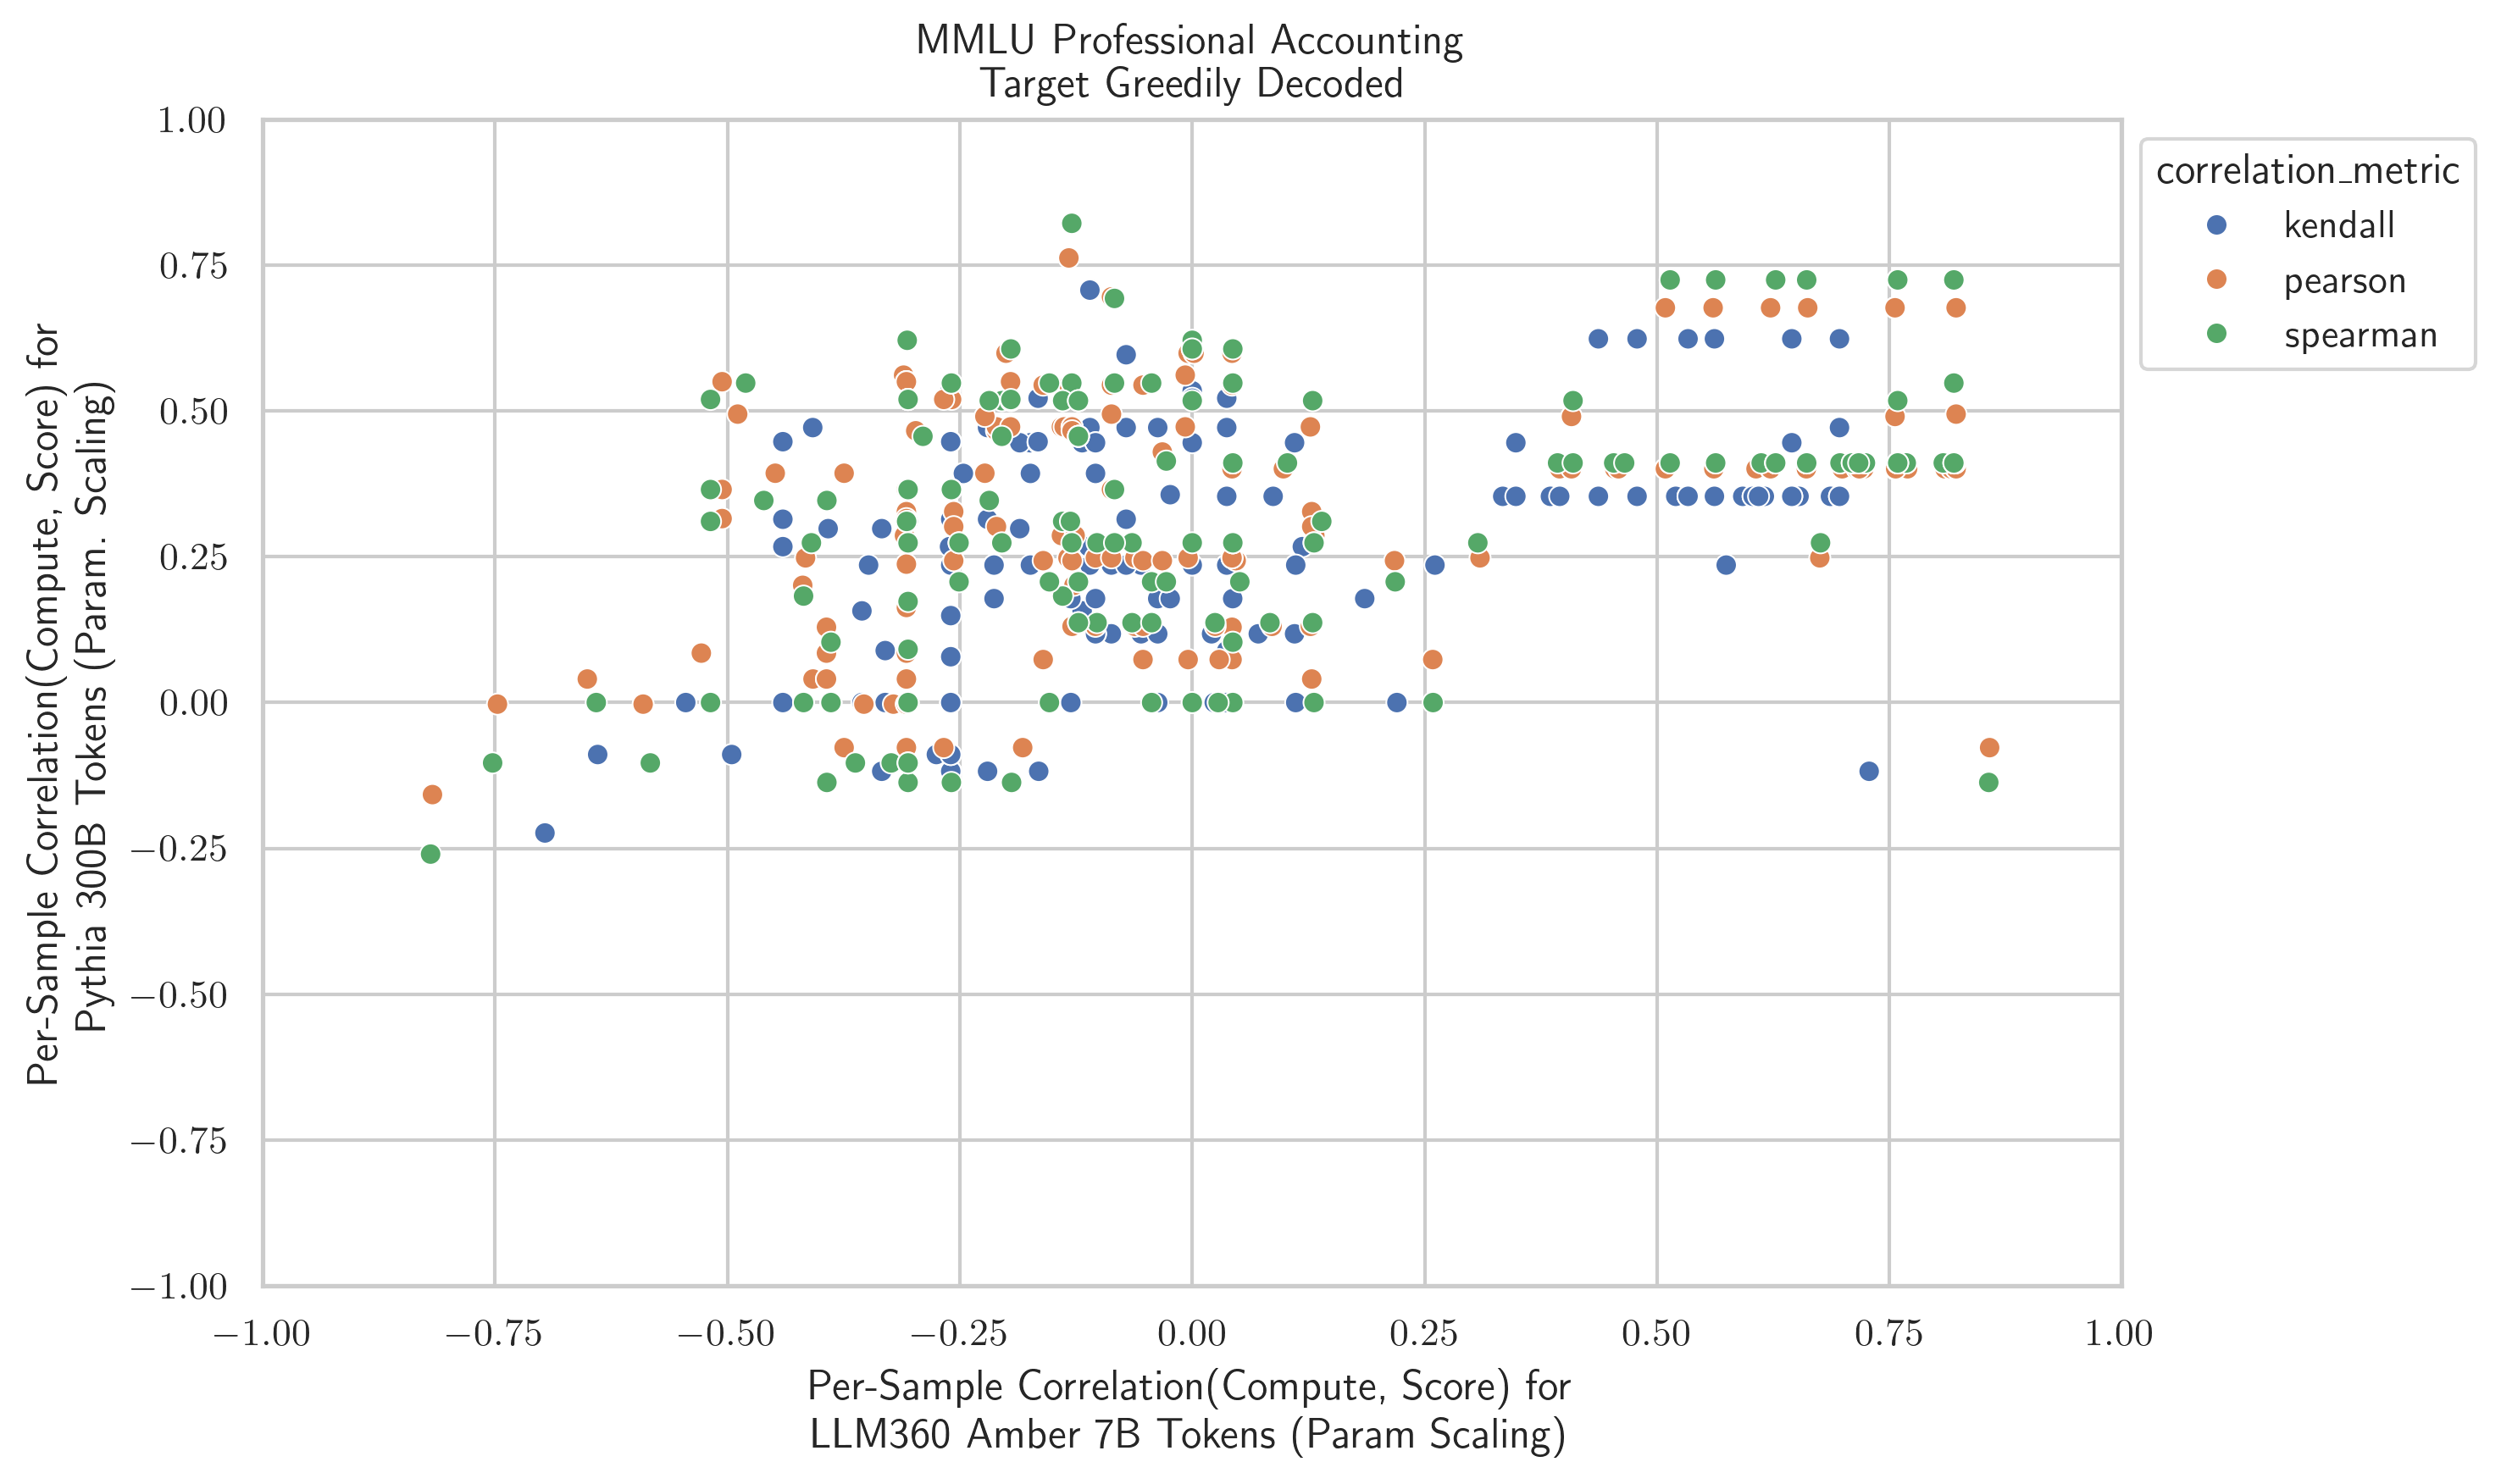 MMLU Professional Accounting
Target Greedily Decoded
Per-Sample Correlation(Compute, Score) for
Pythia 300B Tokens (Param. Scaling)
1.00
0.75
0.50
0.25
0.00
−0.25
−0.50
−0.75
−1.00
−1.00
−0.75
−0.50
−0.25
0.00
0.25
0.50
0.75
1.00
Per-Sample Correlation(Compute, Score) for
LLM360 Amber 7B Tokens (Param Scaling)
correlation_metric
kendall
pearson
spearman